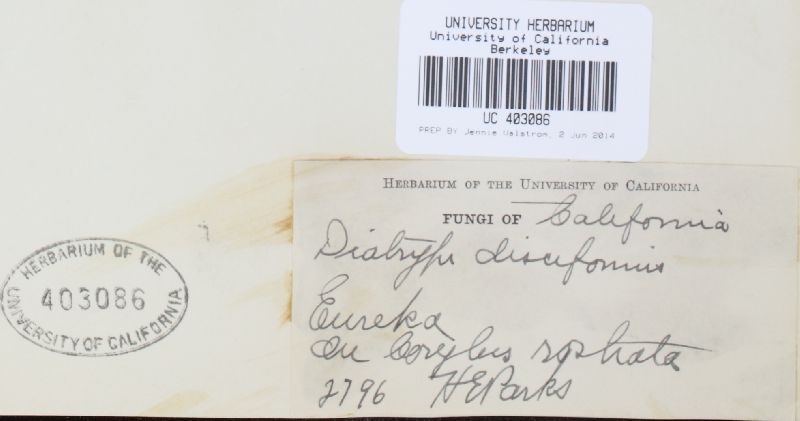 UNIVERSITY HERBARIUM
University of California
Berkeley
UC 403086
PREP BY Jennie Walstrom, 2 Jun 2014
HERBARIUM OF THE UNIVERSITY OF CALIFORNIA
FUNGI OF California
Diatrype disciformis
Eureka
On Corylus rostrata
2796 HEParks
HERBARIUM OF THE
403086
UNIVERSITY OF CALIFORNIA